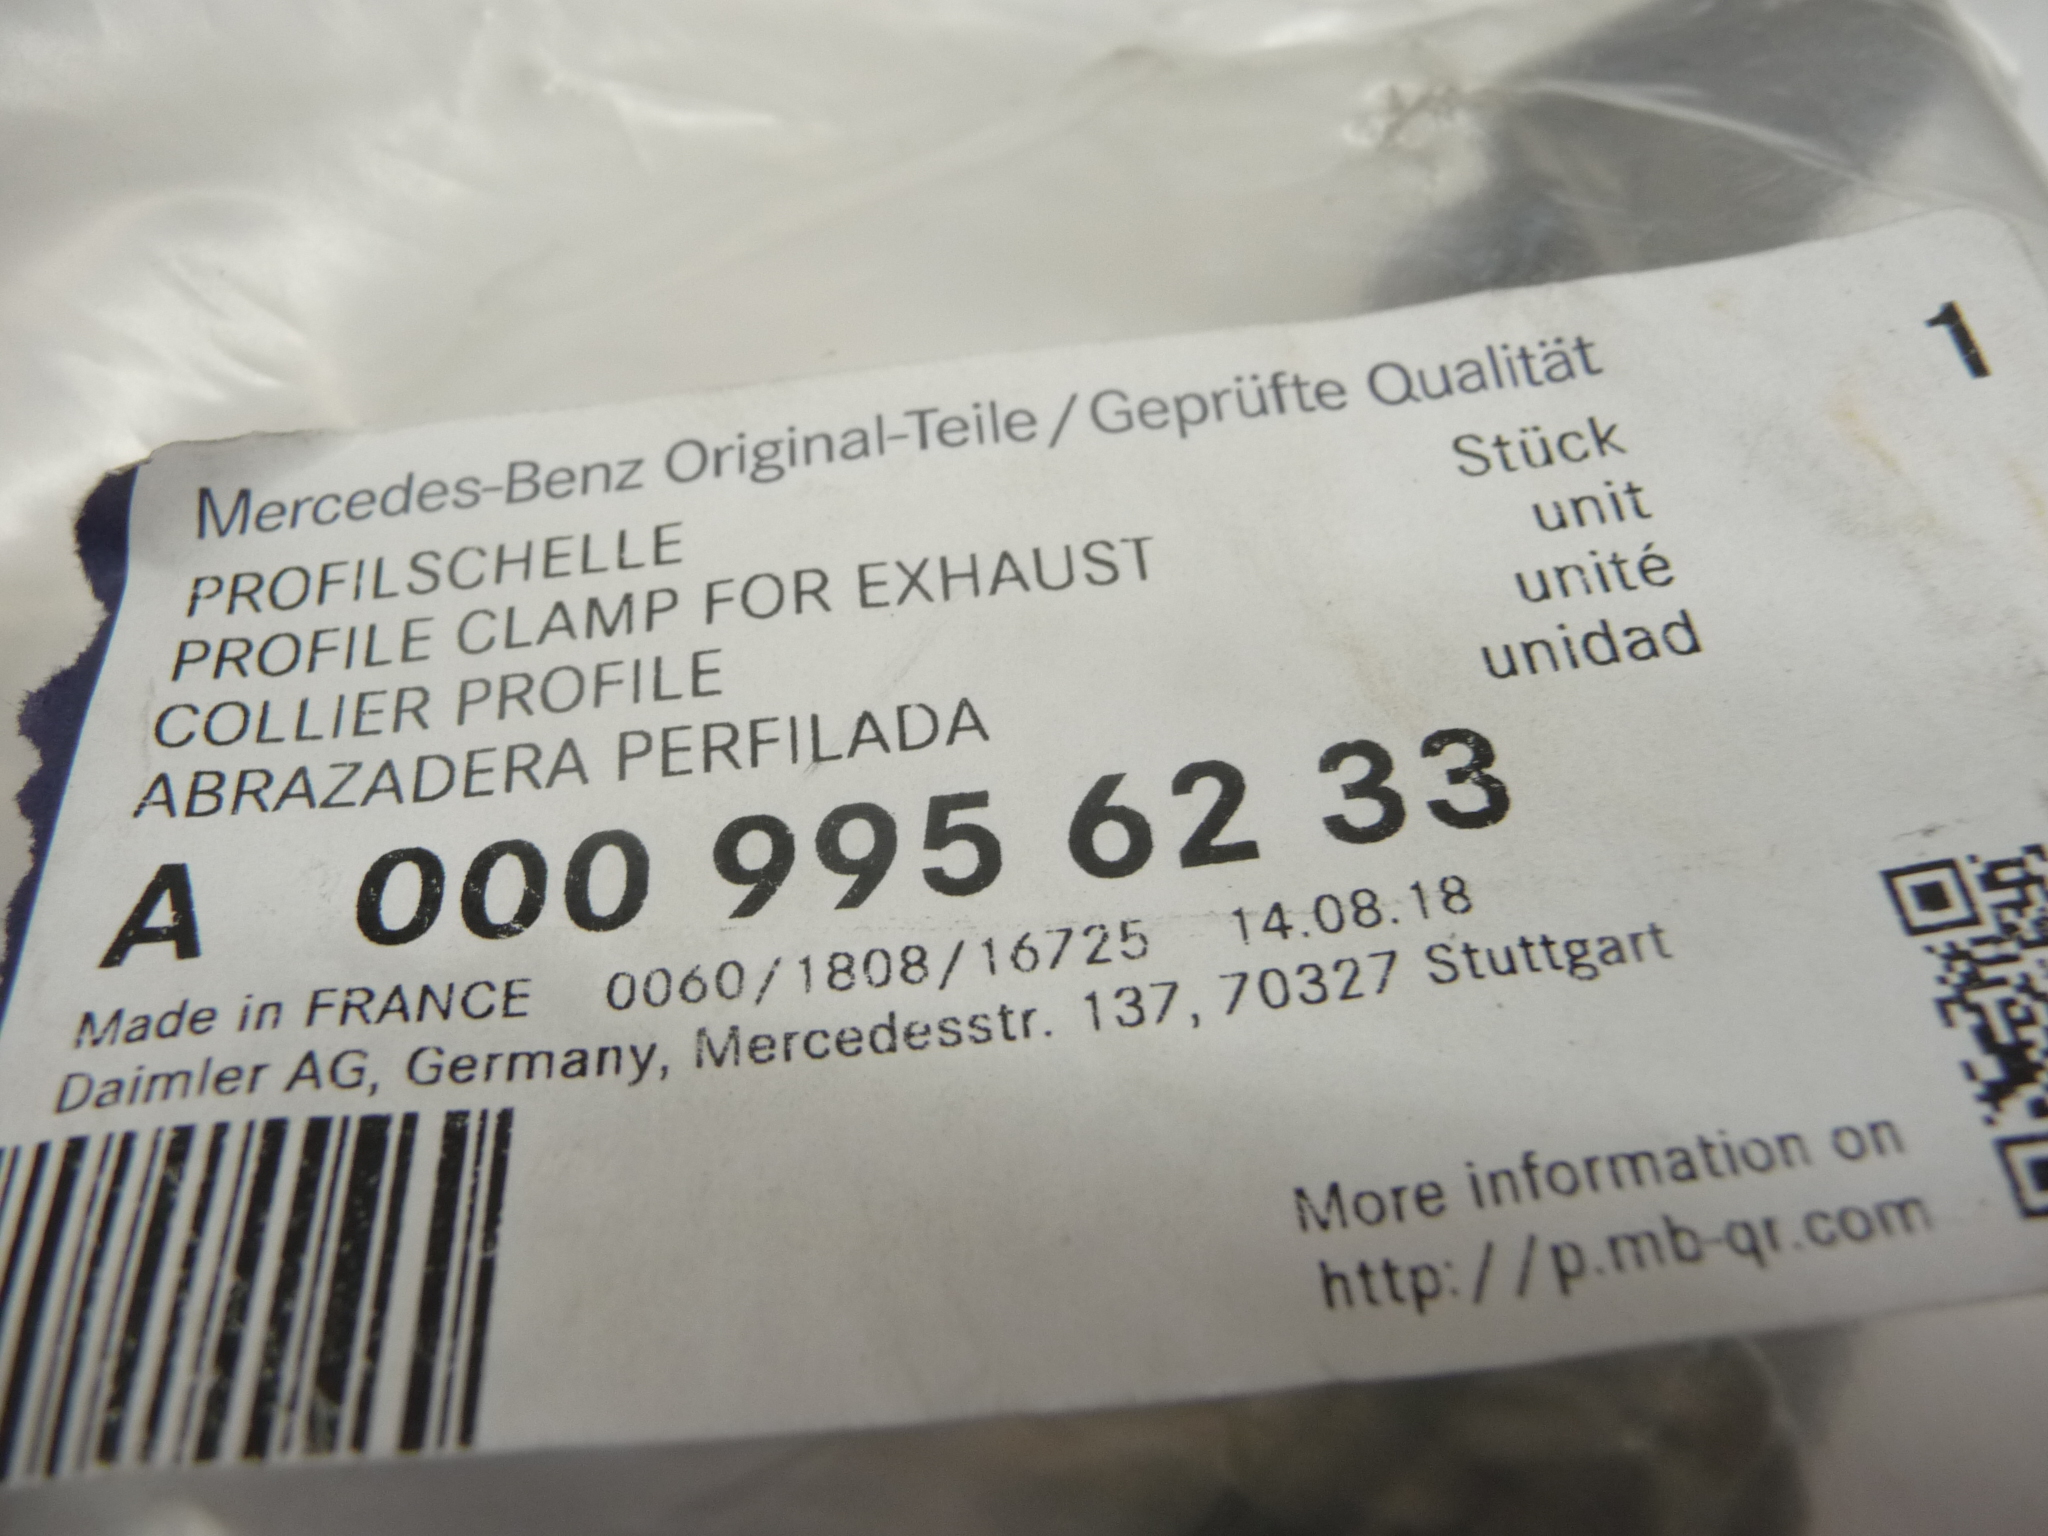 Mercedes-Benz Original-Teile / Geprüfte Qualität
1
PROFILSCHELLE
Stück
PROFILE CLAMP FOR EXHAUST
unit
COLLIER PROFILE
unité
ABRAZADERA PERFILADA
unidad
A 000 995 62 33
Made in FRANCE 0060/1808/16725 14.08.18
Daimler AG, Germany, Mercedesstr. 137, 70327 Stuttgart
More information on
http://p.mb-qr.com